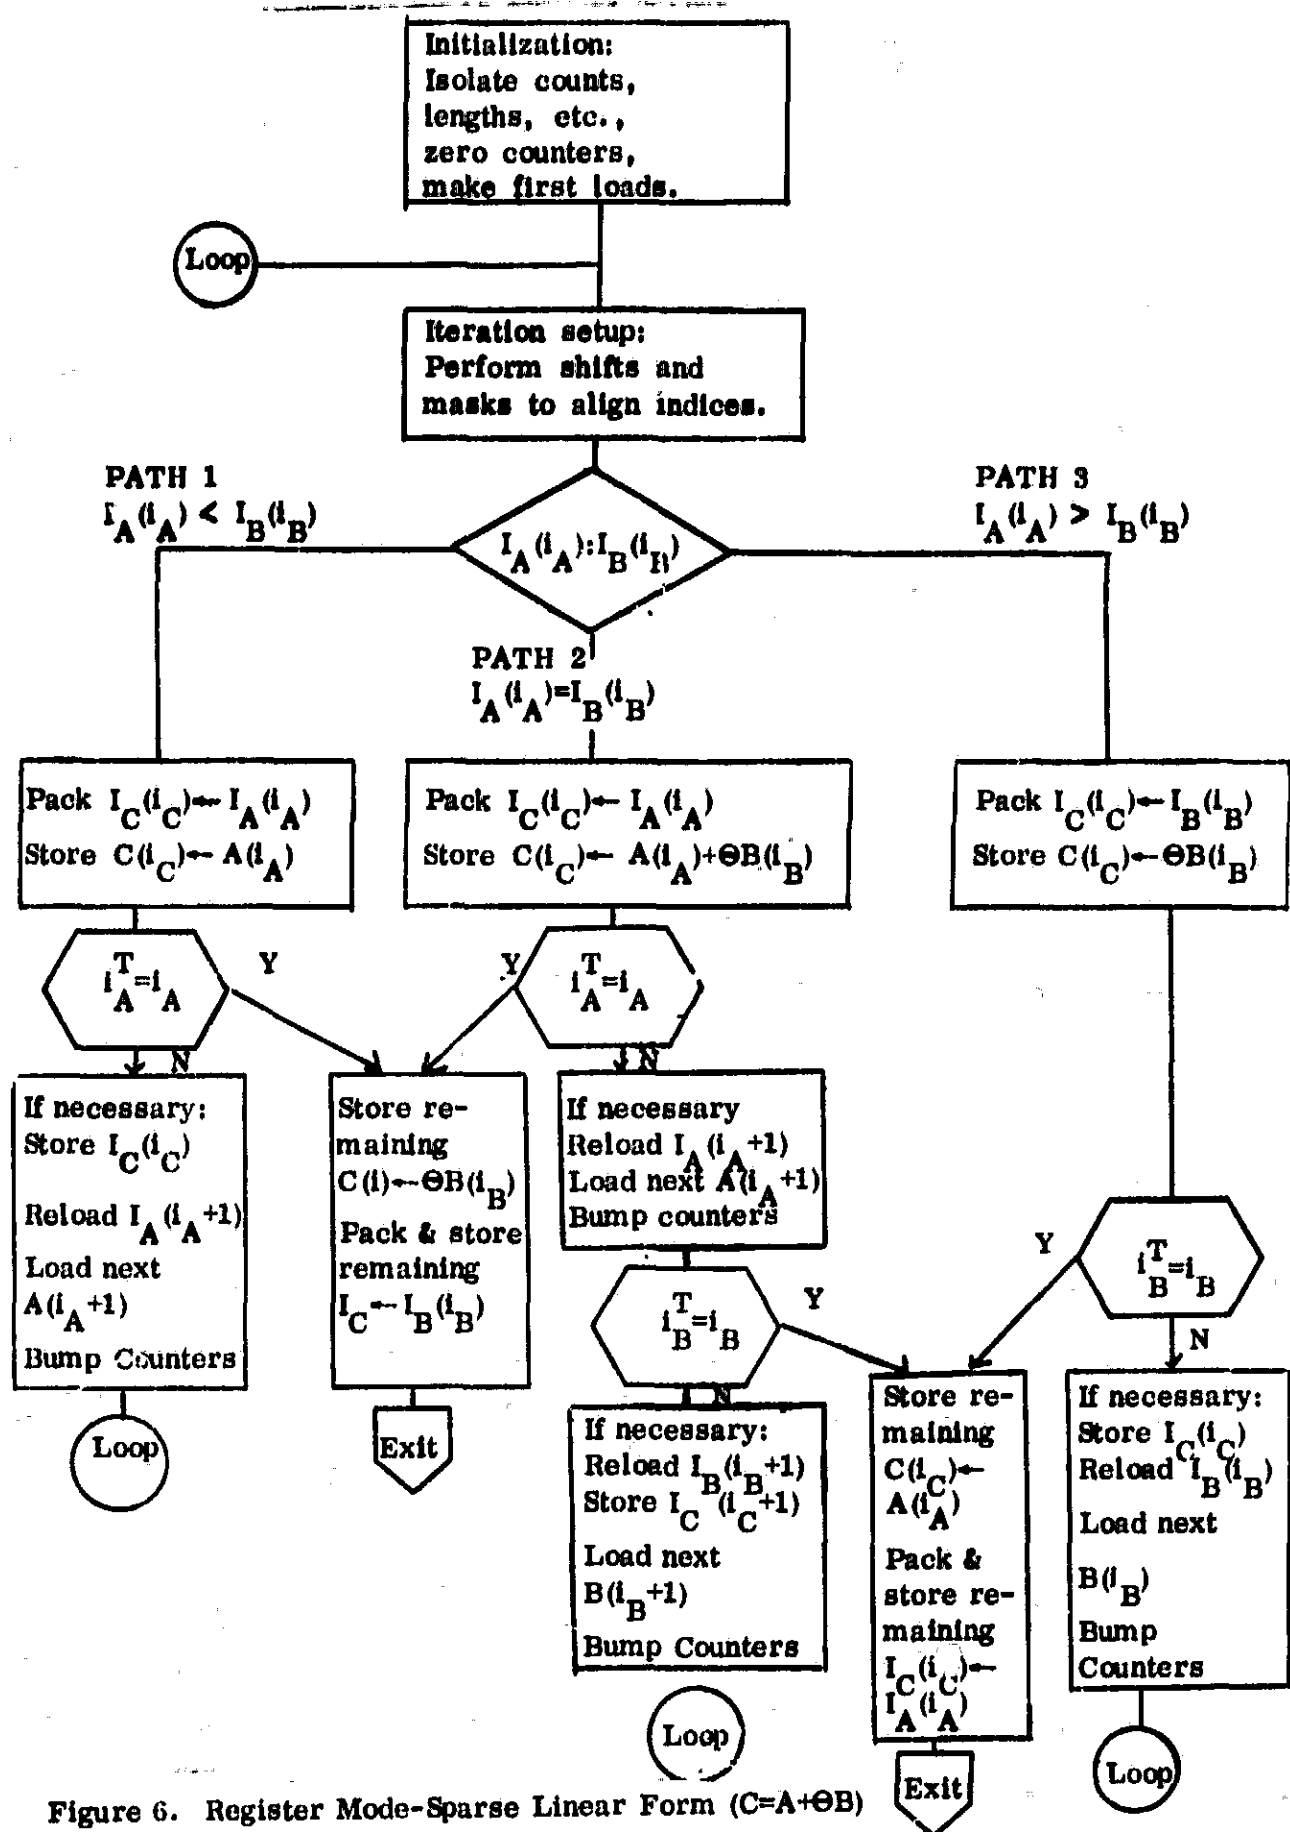 Initialization:
Isolate counts,
lengths, etc.,
zero counters,
make first loads.
Loop
Iteration setup:
Perform shifts and
masks to align indices.
PATH 1
I_A(i_A) < I_B(i_B)
PATH 3
I_A(i_A) > I_B(i_B)
I_A(i_A):I_B(i_B)
PATH 2
I_A(i_A)=I_B(i_B)
Pack I_C(i_C)← I_A(i_A)
Store C(i_C)← A(i_A)
Pack I_C(i_C)← I_A(i_A)
Store C(i_C)← A(i_A)+ΘB(i_B)
Pack I_C(i_C)← I_B(i_B)
Store C(i_C)←ΘB(i_B)
i_A^T=i_A
Y
N
Y
i_A^T=i_A
N
If necessary:
Store I_C(i_C)
Reload I_A(i_A+1)
Load next
A(i_A+1)
Bump Counters
Loop
Store re-
maining
C(i)←ΘB(i_B)
Pack & store
remaining
I_C← I_B(i_B)
Exit
If necessary
Reload I_A(i_A+1)
Load next A(i_A+1)
Bump counters
i_B^T=i_B
Y
N
If necessary:
Reload I_B(i_B+1)
Store I_C (i_C+1)
Load next
B(i_B+1)
Bump Counters
Loop
Y
i_B^T=i_B
N
Store re-
maining
C(i_C)←
A(i_A)
Pack &
store re-
maining
I_C(i_C)←
I_A(i_A)
Exit
If necessary:
Store I_C(i_C)
Reload I_B(i_B)
Load next
B(i_B)
Bump
Counters
Loop
Figure 6. Register Mode-Sparse Linear Form (C=A+ΘB)